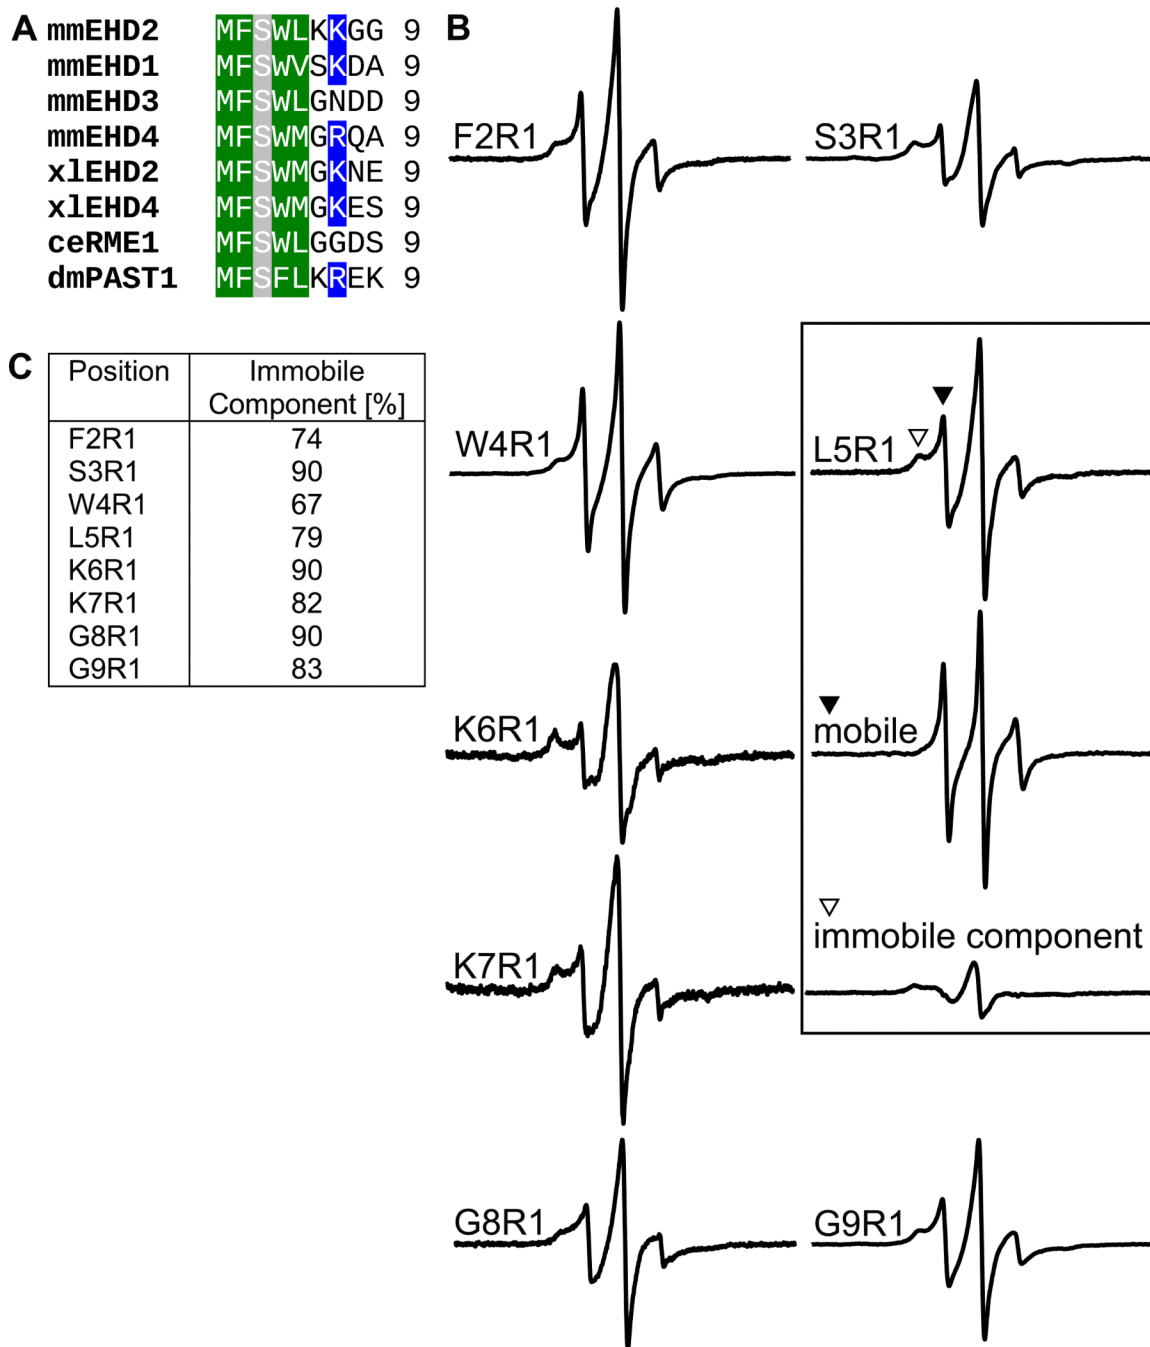 A
mmEHD2 MFSWLKKGG 9
mmEHD1 MFSWVSKDA 9
mmEHD3 MFSWLGNDD 9
mmEHD4 MFSWMGRQA 9
xlEHD2 MFSWMGKNE 9
xlEHD4 MFSWMGKES 9
ceRME1 MFSWLGGDS 9
dmPAST1 MFSFLKREK 9
B
F2R1
S3R1
W4R1
L5R1
K6R1
mobile
K7R1
immobile component
G8R1
G9R1
C
Position Immobile
Component [%]
F2R1 74
S3R1 90
W4R1 67
L5R1 79
K6R1 90
K7R1 82
G8R1 90
G9R1 83